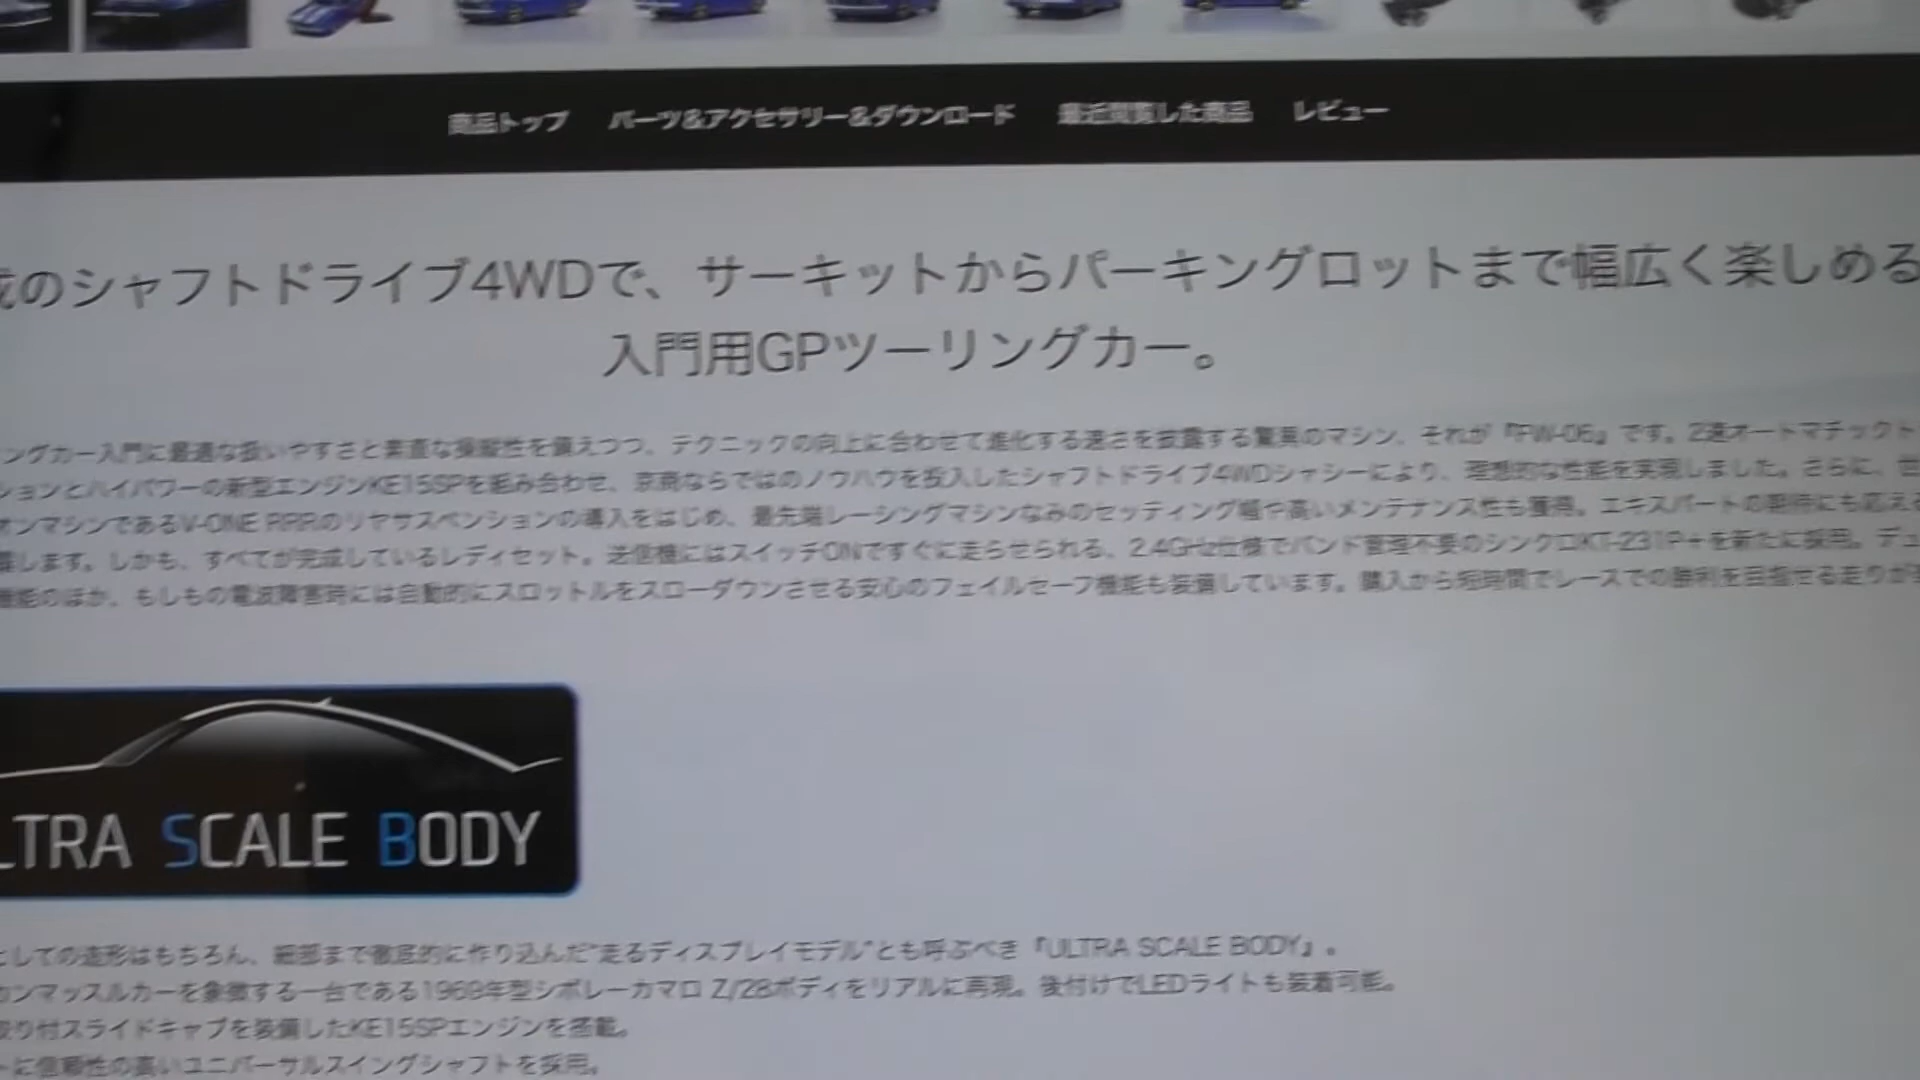 商品トップ パーツ&アクセサリー&ダウンロード 最近閲覧した商品 レビュー
成のシャフトドライブ4WDで、サーキットからパーキングロットまで幅広く楽しめる
入門用GPツーリングカー。
ングカー入門に最適な扱いやすさと素直な操縦性を備えつつ、テクニックの向上に合わせて進化する速さを披露する驚異のマシン、それが『FW-06』です。2速オートマチックト
ションとハイパワーの新型エンジンKE15SPを組み合わせ、京商ならではのノウハウを投入したシャフトドライブ4WDシャシーにより、理想的な性能を実現しました。さらに、世
オンマシンであるV-ONE RRRのリヤサスペンションの導入をはじめ、最先端レーシングマシンなみのセッティング幅や高いメンテナンス性も獲得。エキスパートの期待にも応える
します。しかも、すべてが完成しているレディセット。送信機にはスイッチONですぐに走らせられる、2.4GHz仕様でバンド管理不要のシンクロKT-231P+を新たに採用。デュ
機能のほか、もしもの電波障害時には自動的にスロットルをスローダウンさせる安心のフェイルセーフ機能も装備しています。購入から短時間でレースでの勝利を目指せる走りが
LTRA SCALE BODY
としての造形はもちろん、細部まで徹底的に作り込んだ"走るディスプレイモデル"とも呼ぶべき『ULTRA SCALE BODY』。
カンマッスルカーを象徴する一台である1969年型シボレーカマロ Z/28ボディをリアルに再現。後付けでLEDライトも装着可能。
取り付スライドキャブを装備したKE15SPエンジンを搭載。
トに信頼性の高いユニバーサルスイングシャフトを採用。